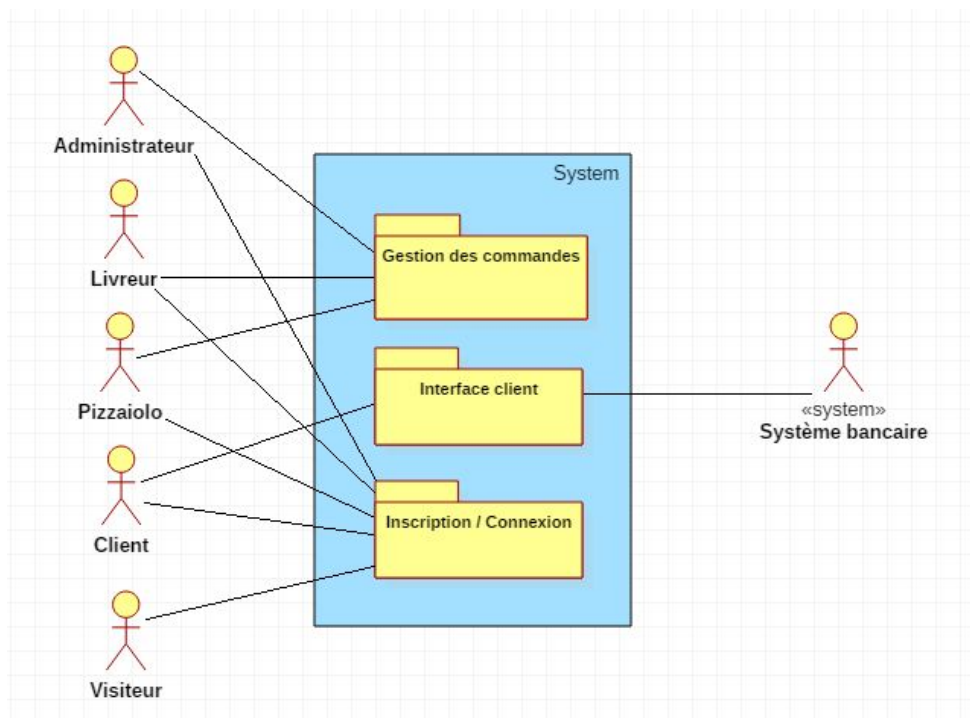 Administrateur
System
Livreur
Gestion des commandes
Pizzaiolo
Interface client
«system»
Système bancaire
Client
Inscription / Connexion
Visiteur